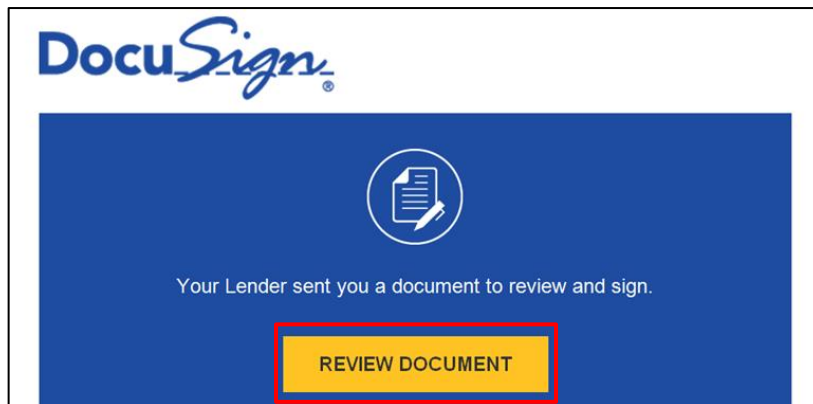 DocuSign®
Your Lender sent you a document to review and sign.
REVIEW DOCUMENT